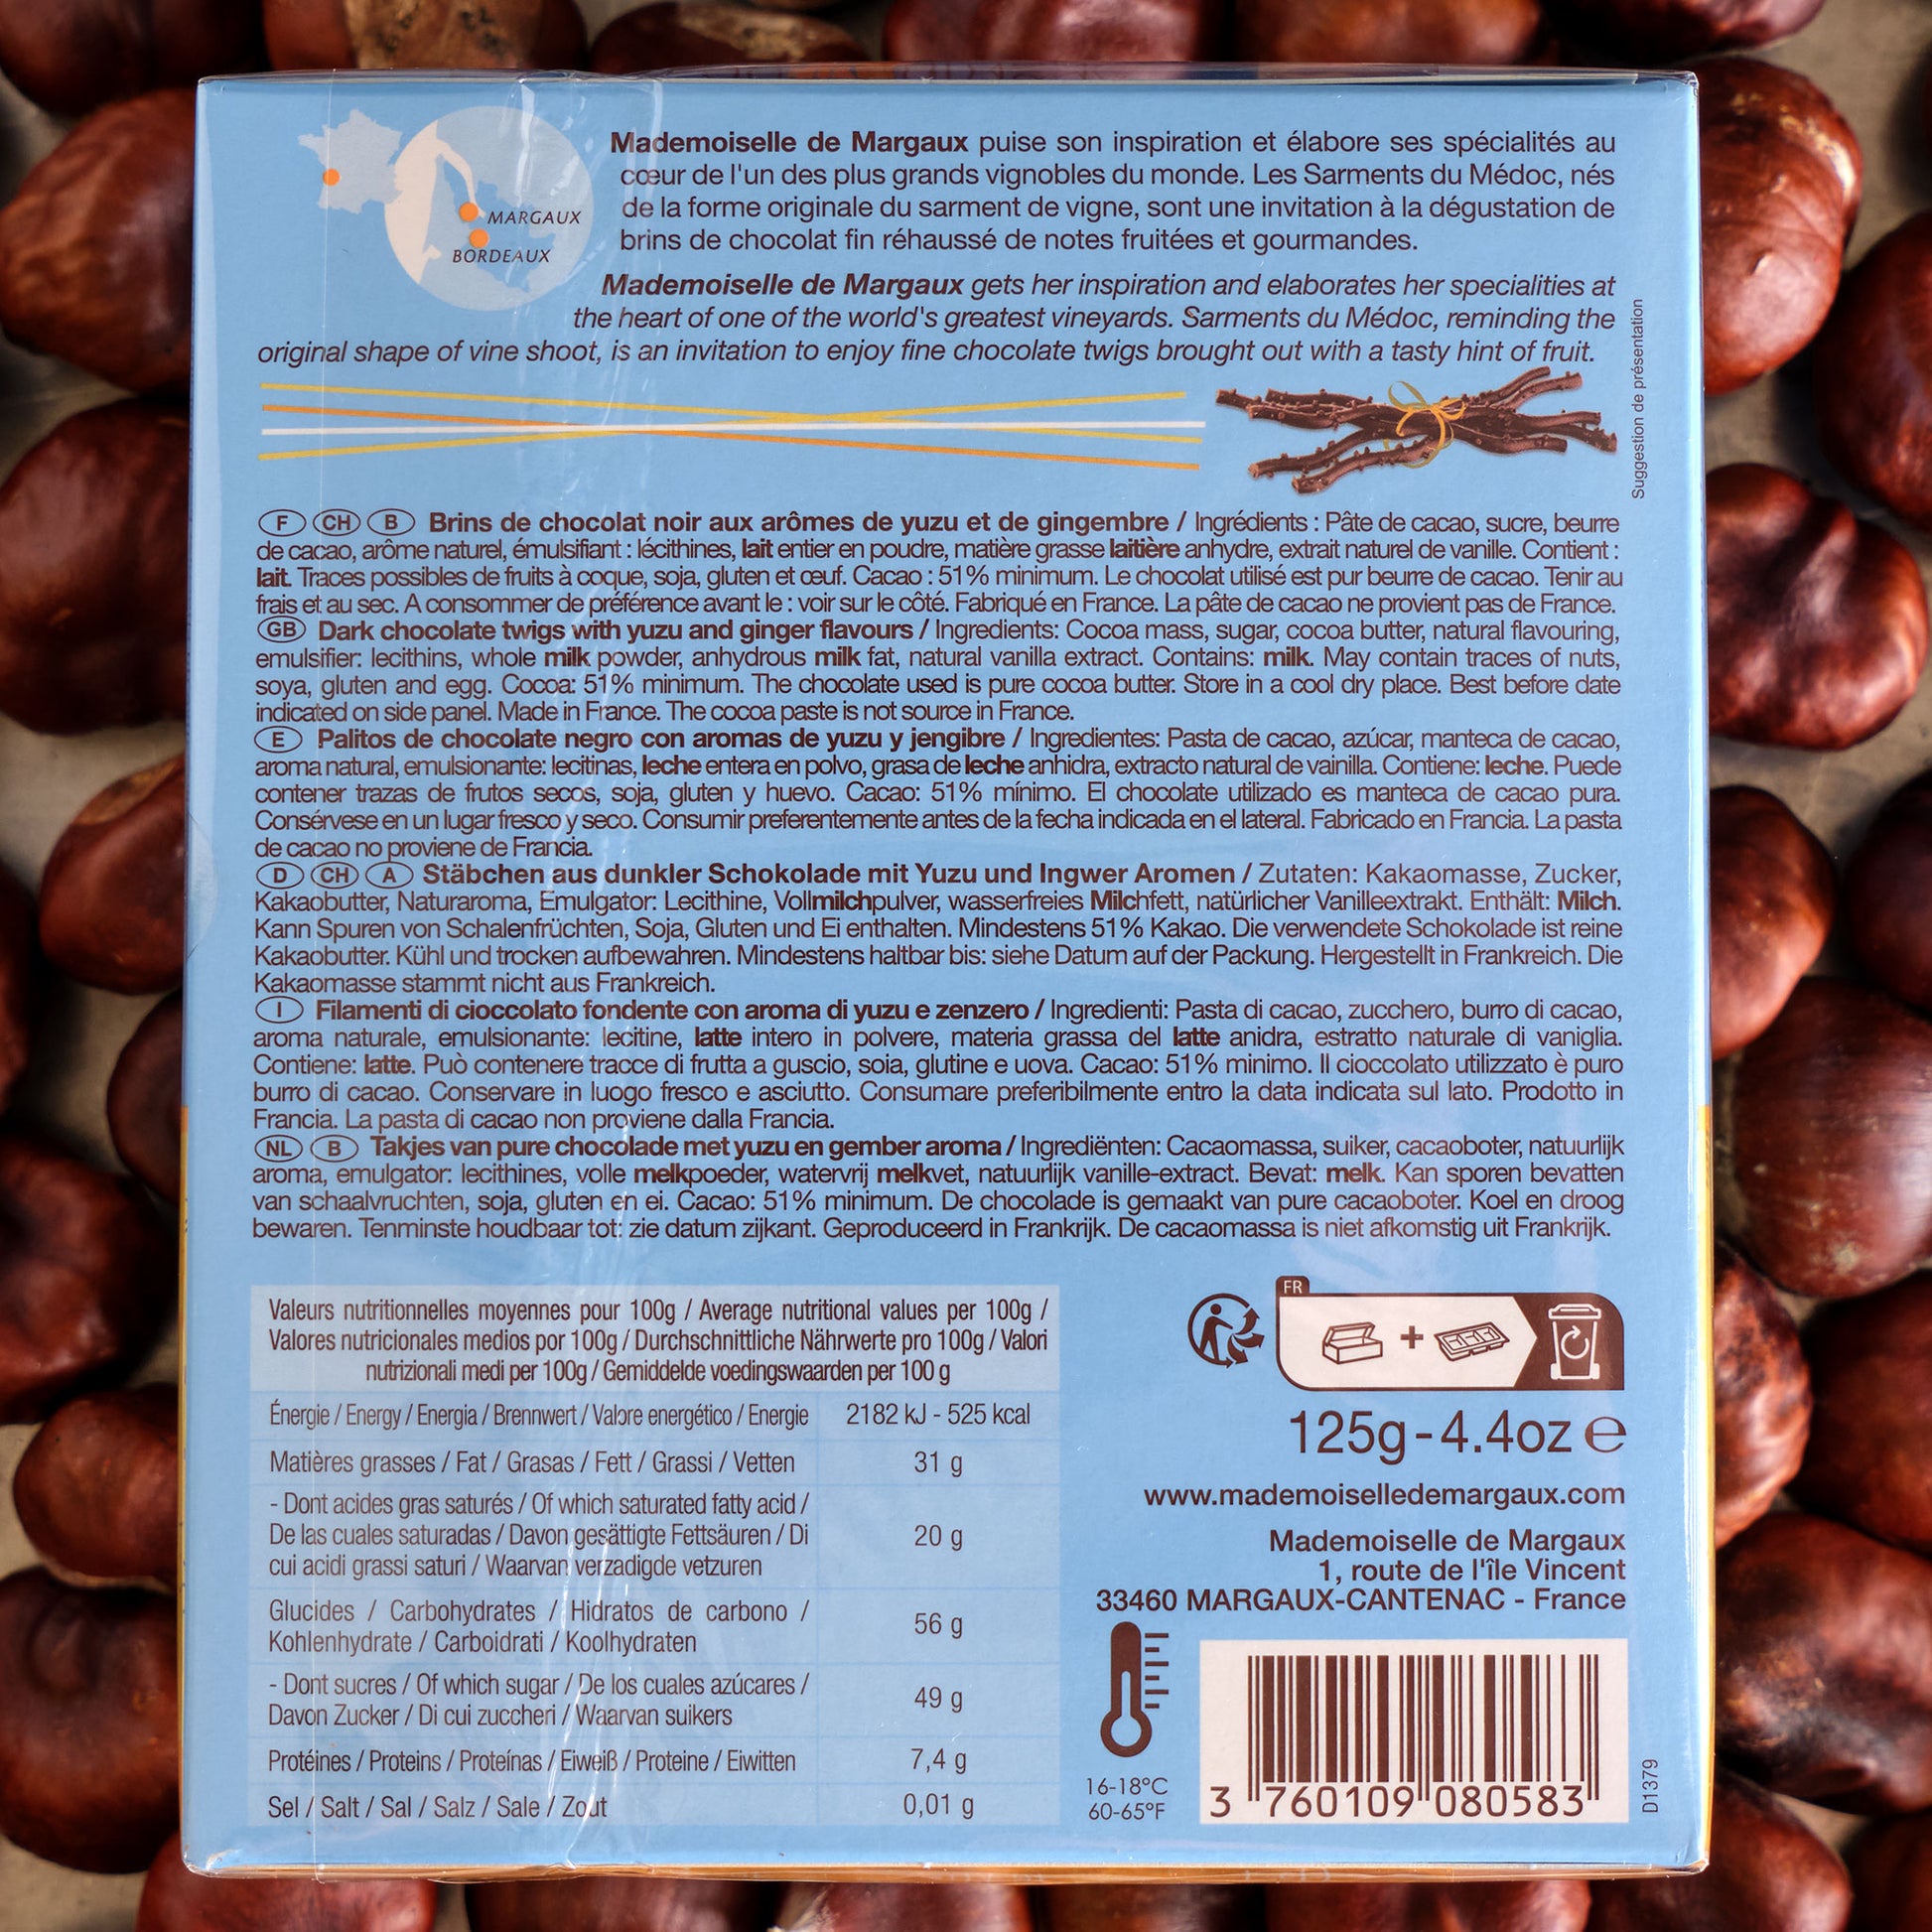 MARGAUX
BORDEAUX
Mademoiselle de Margaux puise son inspiration et élabore ses spécialités au
cœur de l'un des plus grands vignobles du monde. Les Sarments du Médoc, nés
de la forme originale du sarment de vigne, sont une invitation à la dégustation de
brins de chocolat fin réhaussé de notes fruitées et gourmandes.
Mademoiselle de Margaux gets her inspiration and elaborates her specialities at
the heart of one of the world's greatest vineyards. Sarments du Médoc, reminding the
original shape of vine shoot, is an invitation to enjoy fine chocolate twigs brought out with a tasty hint of fruit.
Suggestion de présentation
F CH B Brins de chocolat noir aux arômes de yuzu et de gingembre / Ingrédients : Pâte de cacao, sucre, beurre
de cacao, arôme naturel, émulsifiant : lécithines, lait entier en poudre, matière grasse laitière anhydre, extrait naturel de vanille. Contient :
lait. Traces possibles de fruits à coque, soja, gluten et œuf. Cacao : 51% minimum. Le chocolat utilisé est pur beurre de cacao. Tenir au
frais et au sec. A consommer de préférence avant le : voir sur le côté. Fabriqué en France. La pâte de cacao ne provient pas de France.
GB Dark chocolate twigs with yuzu and ginger flavours / Ingredients: Cocoa mass, sugar, cocoa butter, natural flavouring,
emulsifier: lecithins, whole milk powder, anhydrous milk fat, natural vanilla extract. Contains: milk. May contain traces of nuts,
soya, gluten and egg. Cocoa: 51% minimum. The chocolate used is pure cocoa butter. Store in a cool dry place. Best before date
indicated on side panel. Made in France. The cocoa paste is not source in France.
E Palitos de chocolate negro con aromas de yuzu y jengibre / Ingredientes: Pasta de cacao, azúcar, manteca de cacao,
aroma natural, emulsionante: lecitinas, leche entera en polvo, grasa de leche anhidra, extracto natural de vainilla. Contiene: leche. Puede
contener trazas de frutos secos, soja, gluten y huevo. Cacao: 51% mínimo. El chocolate utilizado es manteca de cacao pura.
Consérvese en un lugar fresco y seco. Consumir preferentemente antes de la fecha indicada en el lateral. Fabricado en Francia. La pasta
de cacao no proviene de Francia.
D CH A Stäbchen aus dunkler Schokolade mit Yuzu und Ingwer Aromen / Zutaten: Kakaomasse, Zucker,
Kakaobutter, Naturaroma, Emulgator: Lecithine, Vollmilchpulver, wasserfreies Milchfett, natürlicher Vanilleextrakt. Enthält: Milch.
Kann Spuren von Schalenfrüchten, Soja, Gluten und Ei enthalten. Mindestens 51% Kakao. Die verwendete Schokolade ist reine
Kakaobutter. Kühl und trocken aufbewahren. Mindestens haltbar bis: siehe Datum auf der Packung. Hergestellt in Frankreich. Die
Kakaomasse stammt nicht aus Frankreich.
I Filamenti di cioccolato fondente con aroma di yuzu e zenzero / Ingredienti: Pasta di cacao, zucchero, burro di cacao,
aroma naturale, emulsionante: lecitine, latte intero in polvere, materia grassa del latte anidra, estratto naturale di vaniglia.
Contiene: latte. Può contenere tracce di frutta a guscio, soia, glutine e uova. Cacao: 51% minimo. Il cioccolato utilizzato è puro
burro di cacao. Conservare in luogo fresco e asciutto. Consumare preferibilmente entro la data indicata sul lato. Prodotto in
Francia. La pasta di cacao non proviene dalla Francia.
NL B Takjes van pure chocolade met yuzu en gember aroma / Ingrediënten: Cacaomassa, suiker, cacaoboter, natuurlijk
aroma, emulgator: lecithines, volle melkpoeder, watervrij melkvet, natuurlijk vanille-extract. Bevat: melk. Kan sporen bevatten
van schaalvruchten, soja, gluten en ei. Cacao: 51% minimum. De chocolade is gemaakt van pure cacaoboter. Koel en droog
bewaren. Tenminste houdbaar tot: zie datum zijkant. Geproduceerd in Frankrijk. De cacaomassa is niet afkomstig uit Frankrijk.
Valeurs nutritionnelles moyennes pour 100g / Average nutritional values per 100g /
Valores nutricionales medios por 100g / Durchschnittliche Nährwerte pro 100g / Valori
nutrizionali medi per 100g / Gemiddelde voedingswaarden per 100 g
Énergie / Energy / Energia / Brennwert / Valore energético / Energie 2182 kJ - 525 kcal
Matières grasses / Fat / Grasas / Fett / Grassi / Vetten 31 g
- Dont acides gras saturés / Of which saturated fatty acid /
De las cuales saturadas / Davon gesättigte Fettsäuren / Di 20 g
cui acidi grassi saturi / Waarvan verzadigde vetzuren
Glucides / Carbohydrates / Hidratos de carbono /
Kohlenhydrate / Carboidrati / Koolhydraten 56 g
- Dont sucres / Of which sugar / De los cuales azúcares /
Davon Zucker / Di cui zuccheri / Waarvan suikers 49 g
Protéines / Proteins / Proteínas / Eiweiß / Proteine / Eiwitten 7,4 g
Sel / Salt / Sal / Salz / Sale / Zout 0,01 g
FR
+
125g-4.4oz ℮
www.mademoiselledemargaux.com
Mademoiselle de Margaux
1, route de l'île Vincent
33460 MARGAUX-CANTENAC - France
16-18°C
60-65°F
3 760109 080583
D1379